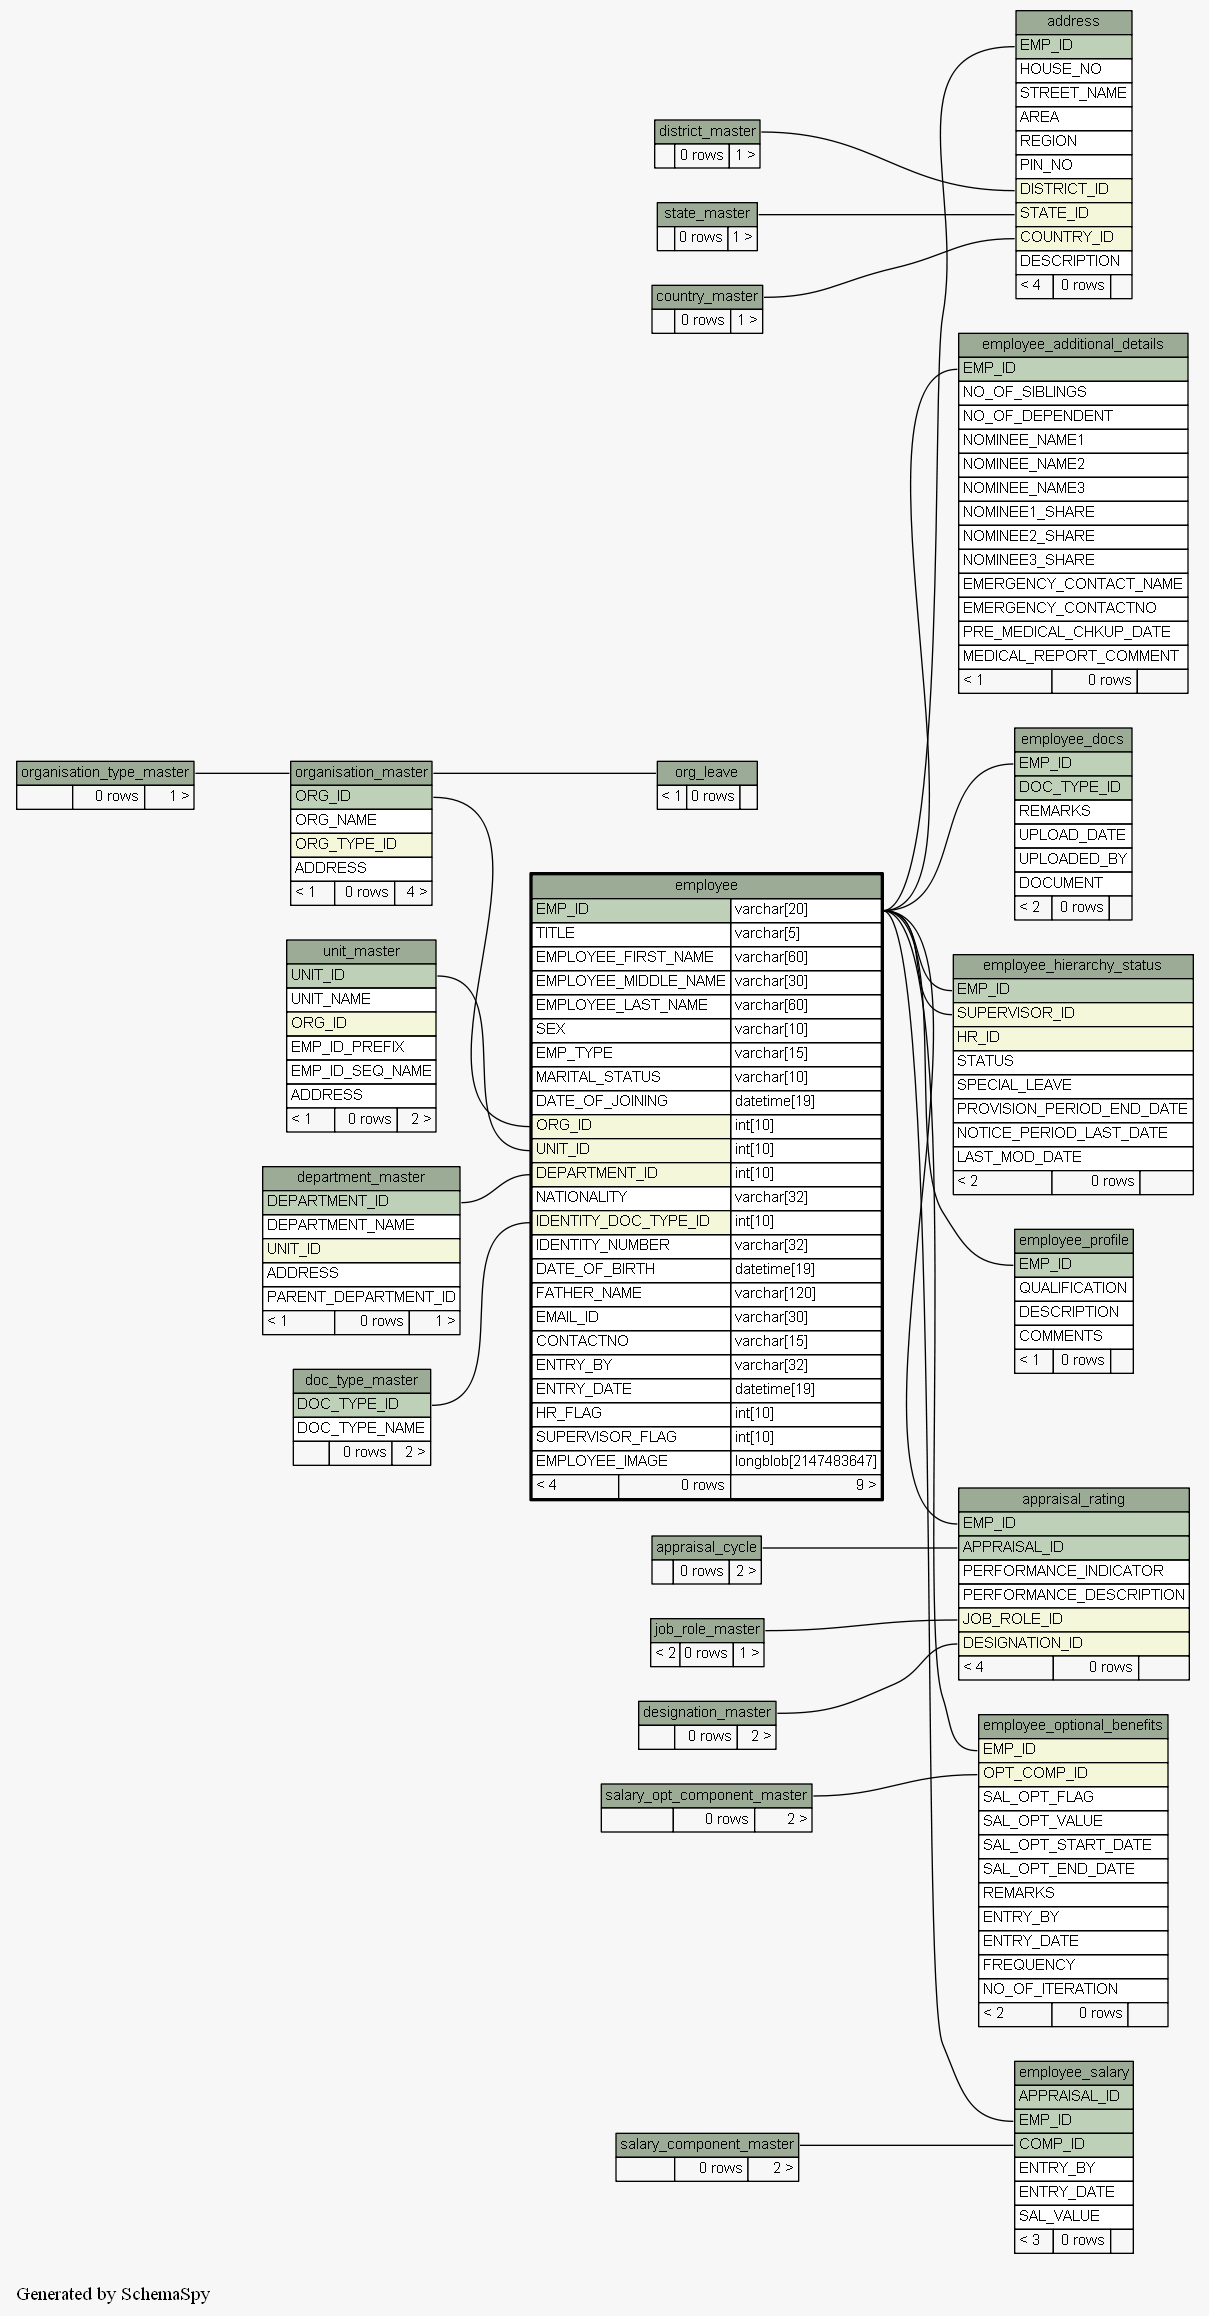 address
EMP_ID
HOUSE_NO
STREET_NAME
AREA
REGION
PIN_NO
DISTRICT_ID
STATE_ID
COUNTRY_ID
DESCRIPTION
< 4 0 rows
district_master
0 rows 1 >
state_master
0 rows 1 >
country_master
0 rows 1 >
employee_additional_details
EMP_ID
NO_OF_SIBLINGS
NO_OF_DEPENDENT
NOMINEE_NAME1
NOMINEE_NAME2
NOMINEE_NAME3
NOMINEE1_SHARE
NOMINEE2_SHARE
NOMINEE3_SHARE
EMERGENCY_CONTACT_NAME
EMERGENCY_CONTACTNO
PRE_MEDICAL_CHKUP_DATE
MEDICAL_REPORT_COMMENT
< 1 0 rows
organisation_type_master
0 rows 1 >
organisation_master
ORG_ID
ORG_NAME
ORG_TYPE_ID
ADDRESS
< 1 0 rows 4 >
org_leave
< 1 0 rows
employee_docs
EMP_ID
DOC_TYPE_ID
REMARKS
UPLOAD_DATE
UPLOADED_BY
DOCUMENT
< 2 0 rows
unit_master
UNIT_ID
UNIT_NAME
ORG_ID
EMP_ID_PREFIX
EMP_ID_SEQ_NAME
ADDRESS
< 1 0 rows 2 >
department_master
DEPARTMENT_ID
DEPARTMENT_NAME
UNIT_ID
ADDRESS
PARENT_DEPARTMENT_ID
< 1 0 rows 1 >
doc_type_master
DOC_TYPE_ID
DOC_TYPE_NAME
0 rows 2 >
employee
EMP_ID varchar[20]
TITLE varchar[5]
EMPLOYEE_FIRST_NAME varchar[60]
EMPLOYEE_MIDDLE_NAME varchar[30]
EMPLOYEE_LAST_NAME varchar[60]
SEX varchar[10]
EMP_TYPE varchar[15]
MARITAL_STATUS varchar[10]
DATE_OF_JOINING datetime[19]
ORG_ID int[10]
UNIT_ID int[10]
DEPARTMENT_ID int[10]
NATIONALITY varchar[32]
IDENTITY_DOC_TYPE_ID int[10]
IDENTITY_NUMBER varchar[32]
DATE_OF_BIRTH datetime[19]
FATHER_NAME varchar[120]
EMAIL_ID varchar[30]
CONTACTNO varchar[15]
ENTRY_BY varchar[32]
ENTRY_DATE datetime[19]
HR_FLAG int[10]
SUPERVISOR_FLAG int[10]
EMPLOYEE_IMAGE longblob[2147483647]
< 4 0 rows 9 >
employee_hierarchy_status
EMP_ID
SUPERVISOR_ID
HR_ID
STATUS
SPECIAL_LEAVE
PROVISION_PERIOD_END_DATE
NOTICE_PERIOD_LAST_DATE
LAST_MOD_DATE
< 2 0 rows
employee_profile
EMP_ID
QUALIFICATION
DESCRIPTION
COMMENTS
< 1 0 rows
appraisal_rating
EMP_ID
APPRAISAL_ID
PERFORMANCE_INDICATOR
PERFORMANCE_DESCRIPTION
JOB_ROLE_ID
DESIGNATION_ID
< 4 0 rows
appraisal_cycle
0 rows 2 >
job_role_master
< 2 0 rows 1 >
designation_master
0 rows 2 >
employee_optional_benefits
EMP_ID
OPT_COMP_ID
SAL_OPT_FLAG
SAL_OPT_VALUE
SAL_OPT_START_DATE
SAL_OPT_END_DATE
REMARKS
ENTRY_BY
ENTRY_DATE
FREQUENCY
NO_OF_ITERATION
< 2 0 rows
salary_opt_component_master
0 rows 2 >
employee_salary
APPRAISAL_ID
EMP_ID
COMP_ID
ENTRY_BY
ENTRY_DATE
SAL_VALUE
< 3 0 rows
salary_component_master
0 rows 2 >
Generated by SchemaSpy